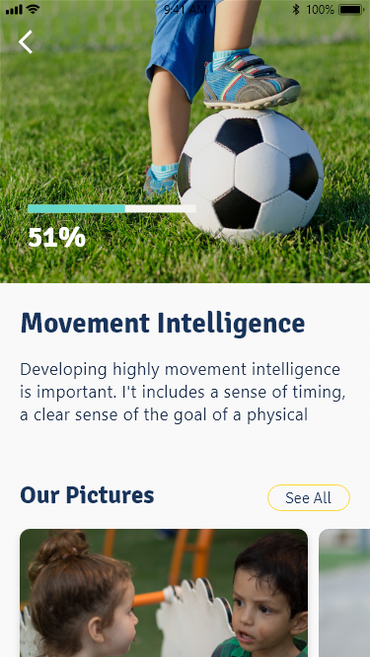 9:41 AM
100%
51%
Movement Intelligence
Developing highly movement intelligence
is important. I't includes a sense of timing,
a clear sense of the goal of a physical
Our Pictures
See All